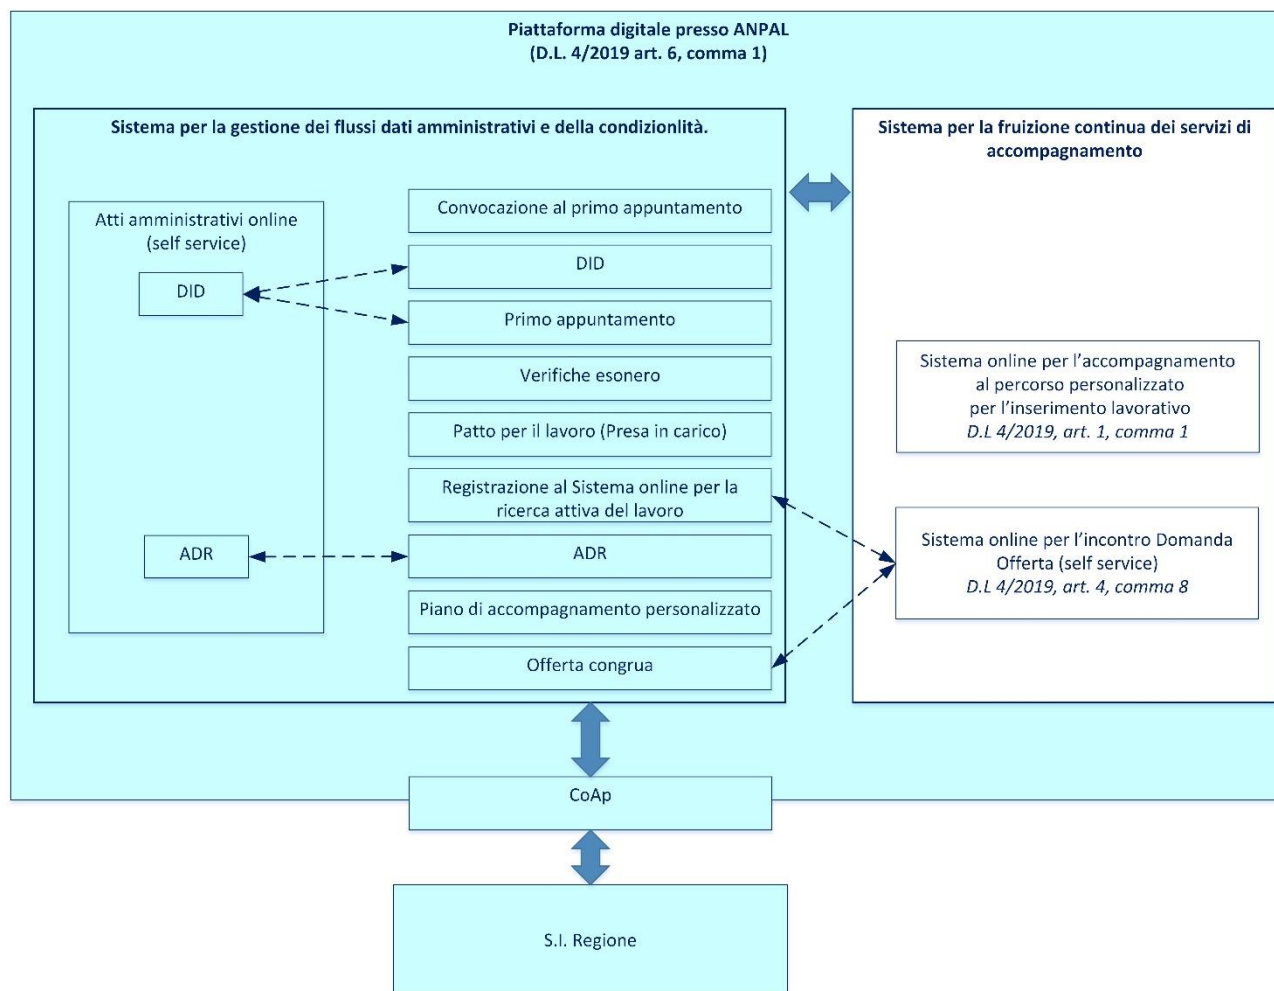 Piattaforma digitale presso ANPAL
(D.L. 4/2019 art. 6, comma 1)
Sistema per la gestione dei flussi dati amministrativi e della condizionlità.
Atti amministrativi online
(self service)
DID
ADR
Convocazione al primo appuntamento
DID
Primo appuntamento
Verifiche esonero
Patto per il lavoro (Presa in carico)
Registrazione al Sistema online per la
ricerca attiva del lavoro
ADR
Piano di accompagnamento personalizzato
Offerta congrua
Sistema per la fruizione continua dei servizi di
accompagnamento
Sistema online per l’accompagnamento
al percorso personalizzato
per l’inserimento lavorativo
D.L 4/2019, art. 1, comma 1
Sistema online per l’incontro Domanda
Offerta (self service)
D.L 4/2019, art. 4, comma 8
CoAp
S.I. Regione